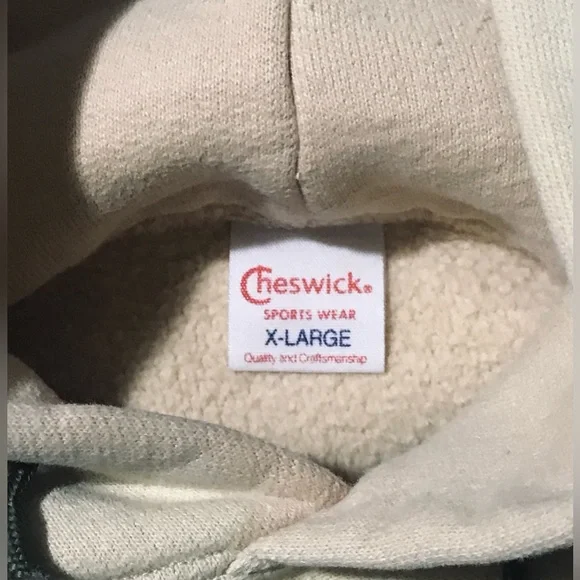 Cheswick®
SPORTS WEAR
X-LARGE
Quality and Craftsmanship